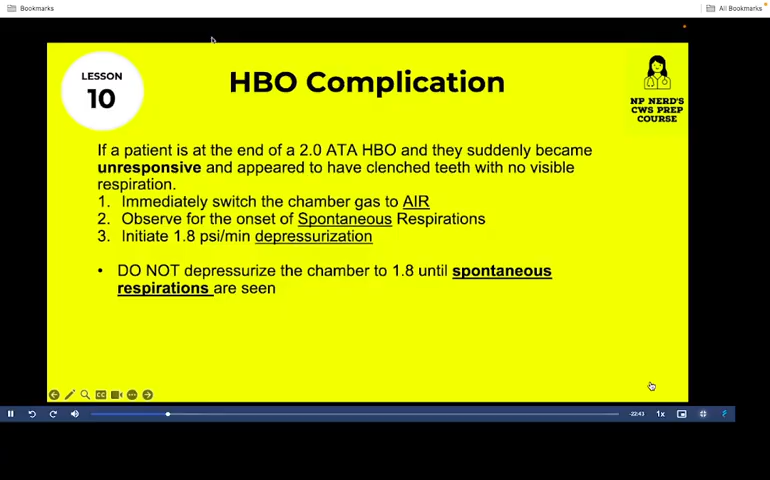 Bookmarks
All Bookmarks
LESSON
10
HBO Complication
NP NERD'S
CWS PREP
COURSE
If a patient is at the end of a 2.0 ATA HBO and they suddenly became
unresponsive and appeared to have clenched teeth with no visible
respiration.
1. Immediately switch the chamber gas to AIR
2. Observe for the onset of Spontaneous Respirations
3. Initiate 1.8 psi/min depressurization
• DO NOT depressurize the chamber to 1.8 until spontaneous
respirations are seen
CC
-22:43
1x